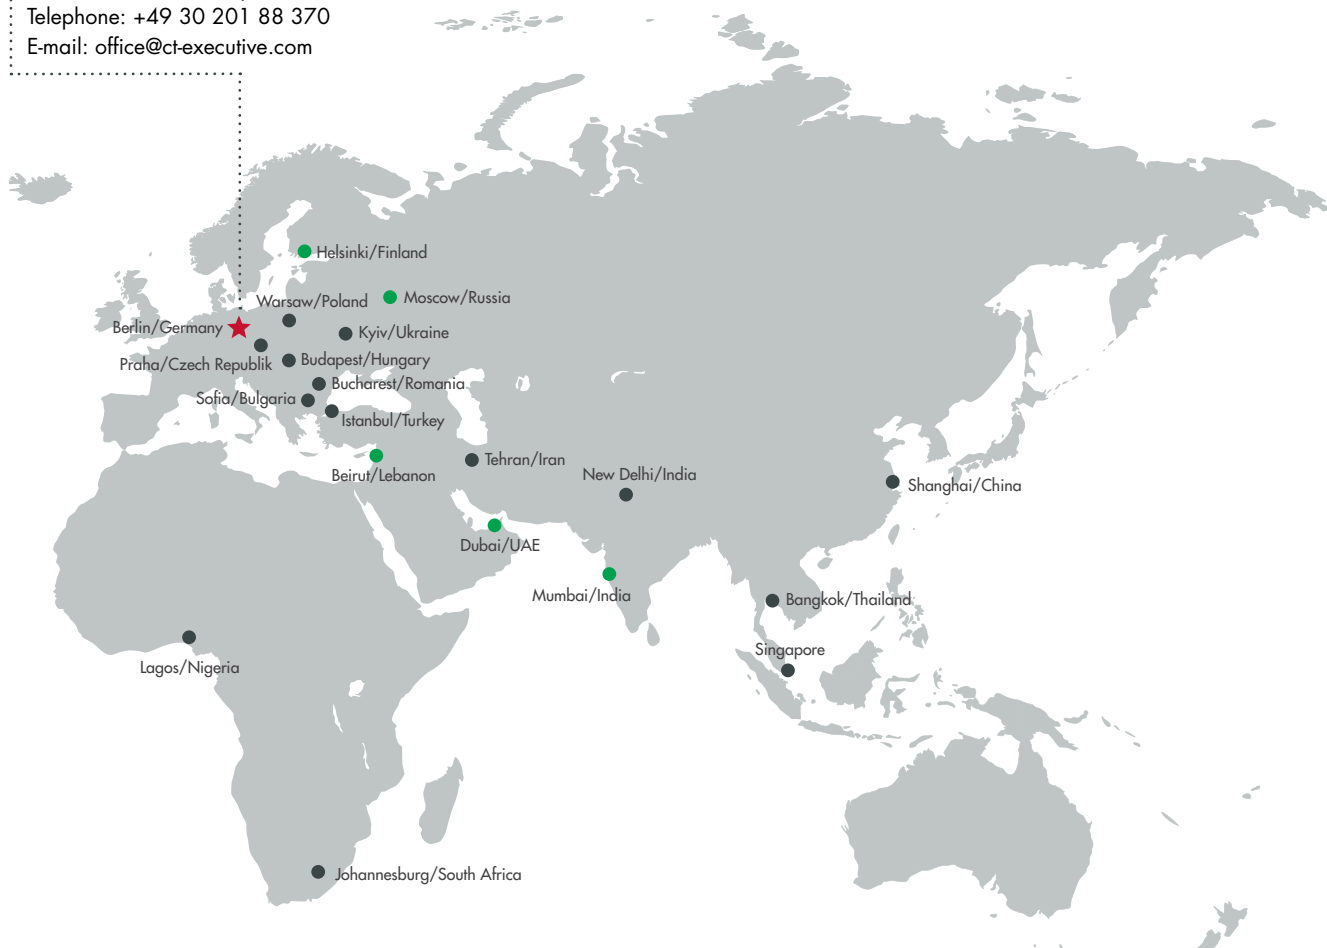 Telephone: +49 30 201 88 370
E-mail: office@ct-executive.com
Helsinki/Finland
Moscow/Russia
Warsaw/Poland
Berlin/Germany
Kyiv/Ukraine
Praha/Czech Republik
Budapest/Hungary
Bucharest/Romania
Sofia/Bulgaria
Istanbul/Turkey
Tehran/Iran
Beirut/Lebanon
New Delhi/India
Shanghai/China
Dubai/UAE
Mumbai/India
Bangkok/Thailand
Singapore
Lagos/Nigeria
Johannesburg/South Africa